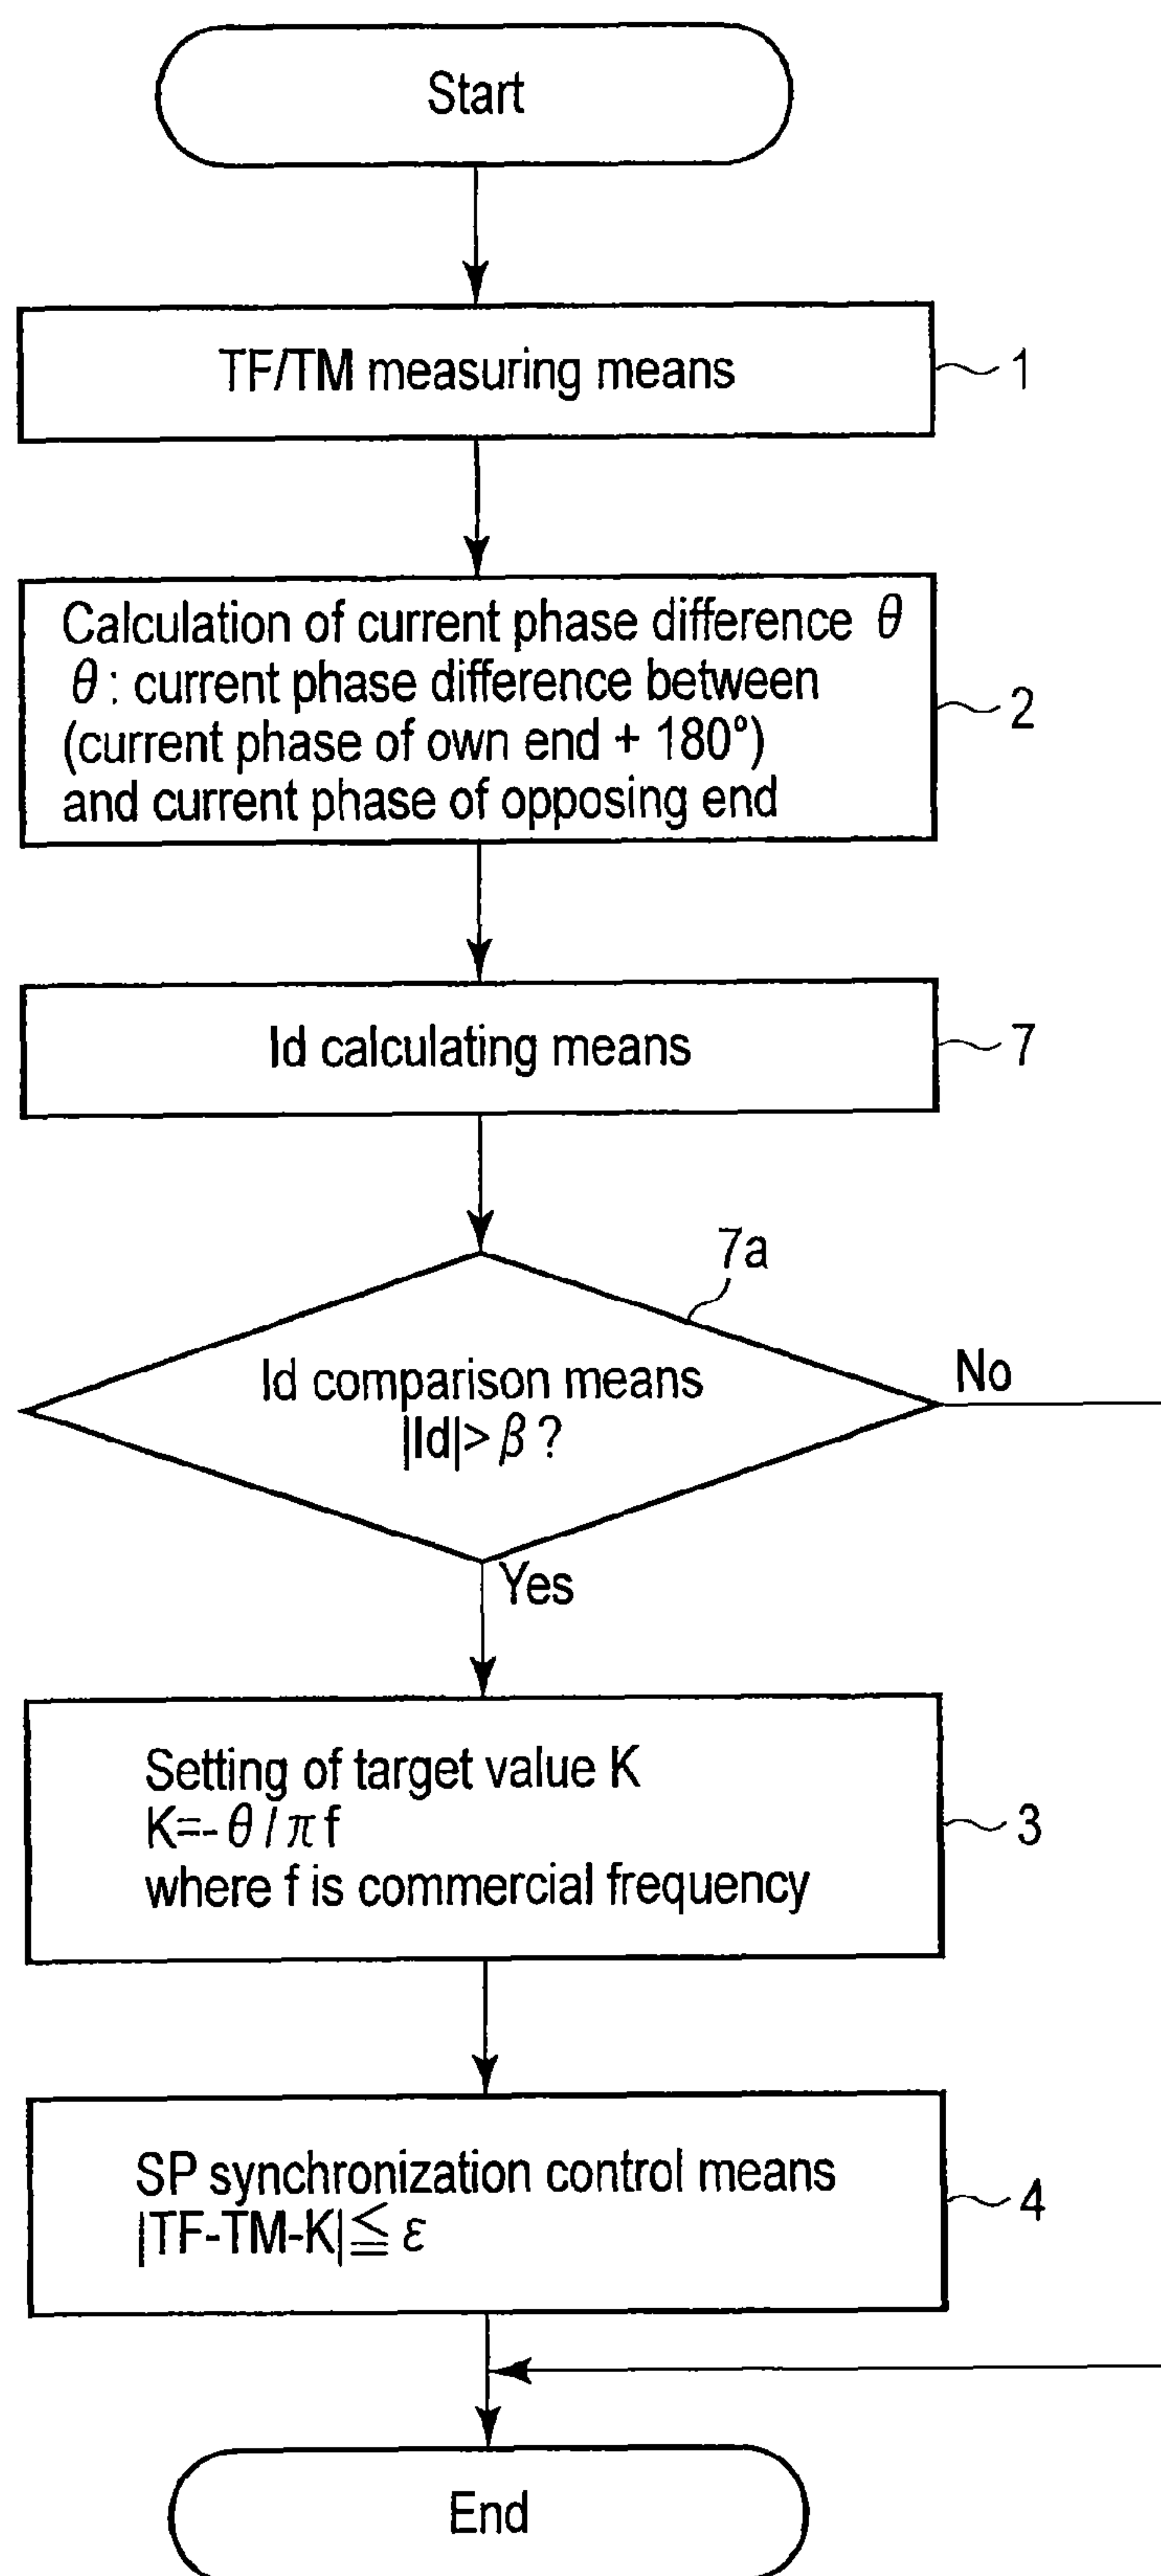 Start
TF/TM measuring means
1
Calculation of current phase difference θ
θ : current phase difference between
(current phase of own end + 180°)
and current phase of opposing end
2
Id calculating means
7
7a
Id comparison means
|Id|> β ?
No
Yes
Setting of target value K
K=- θ / π f
where f is commercial frequency
3
SP synchronization control means
|TF-TM-K|≦ ε
4
End